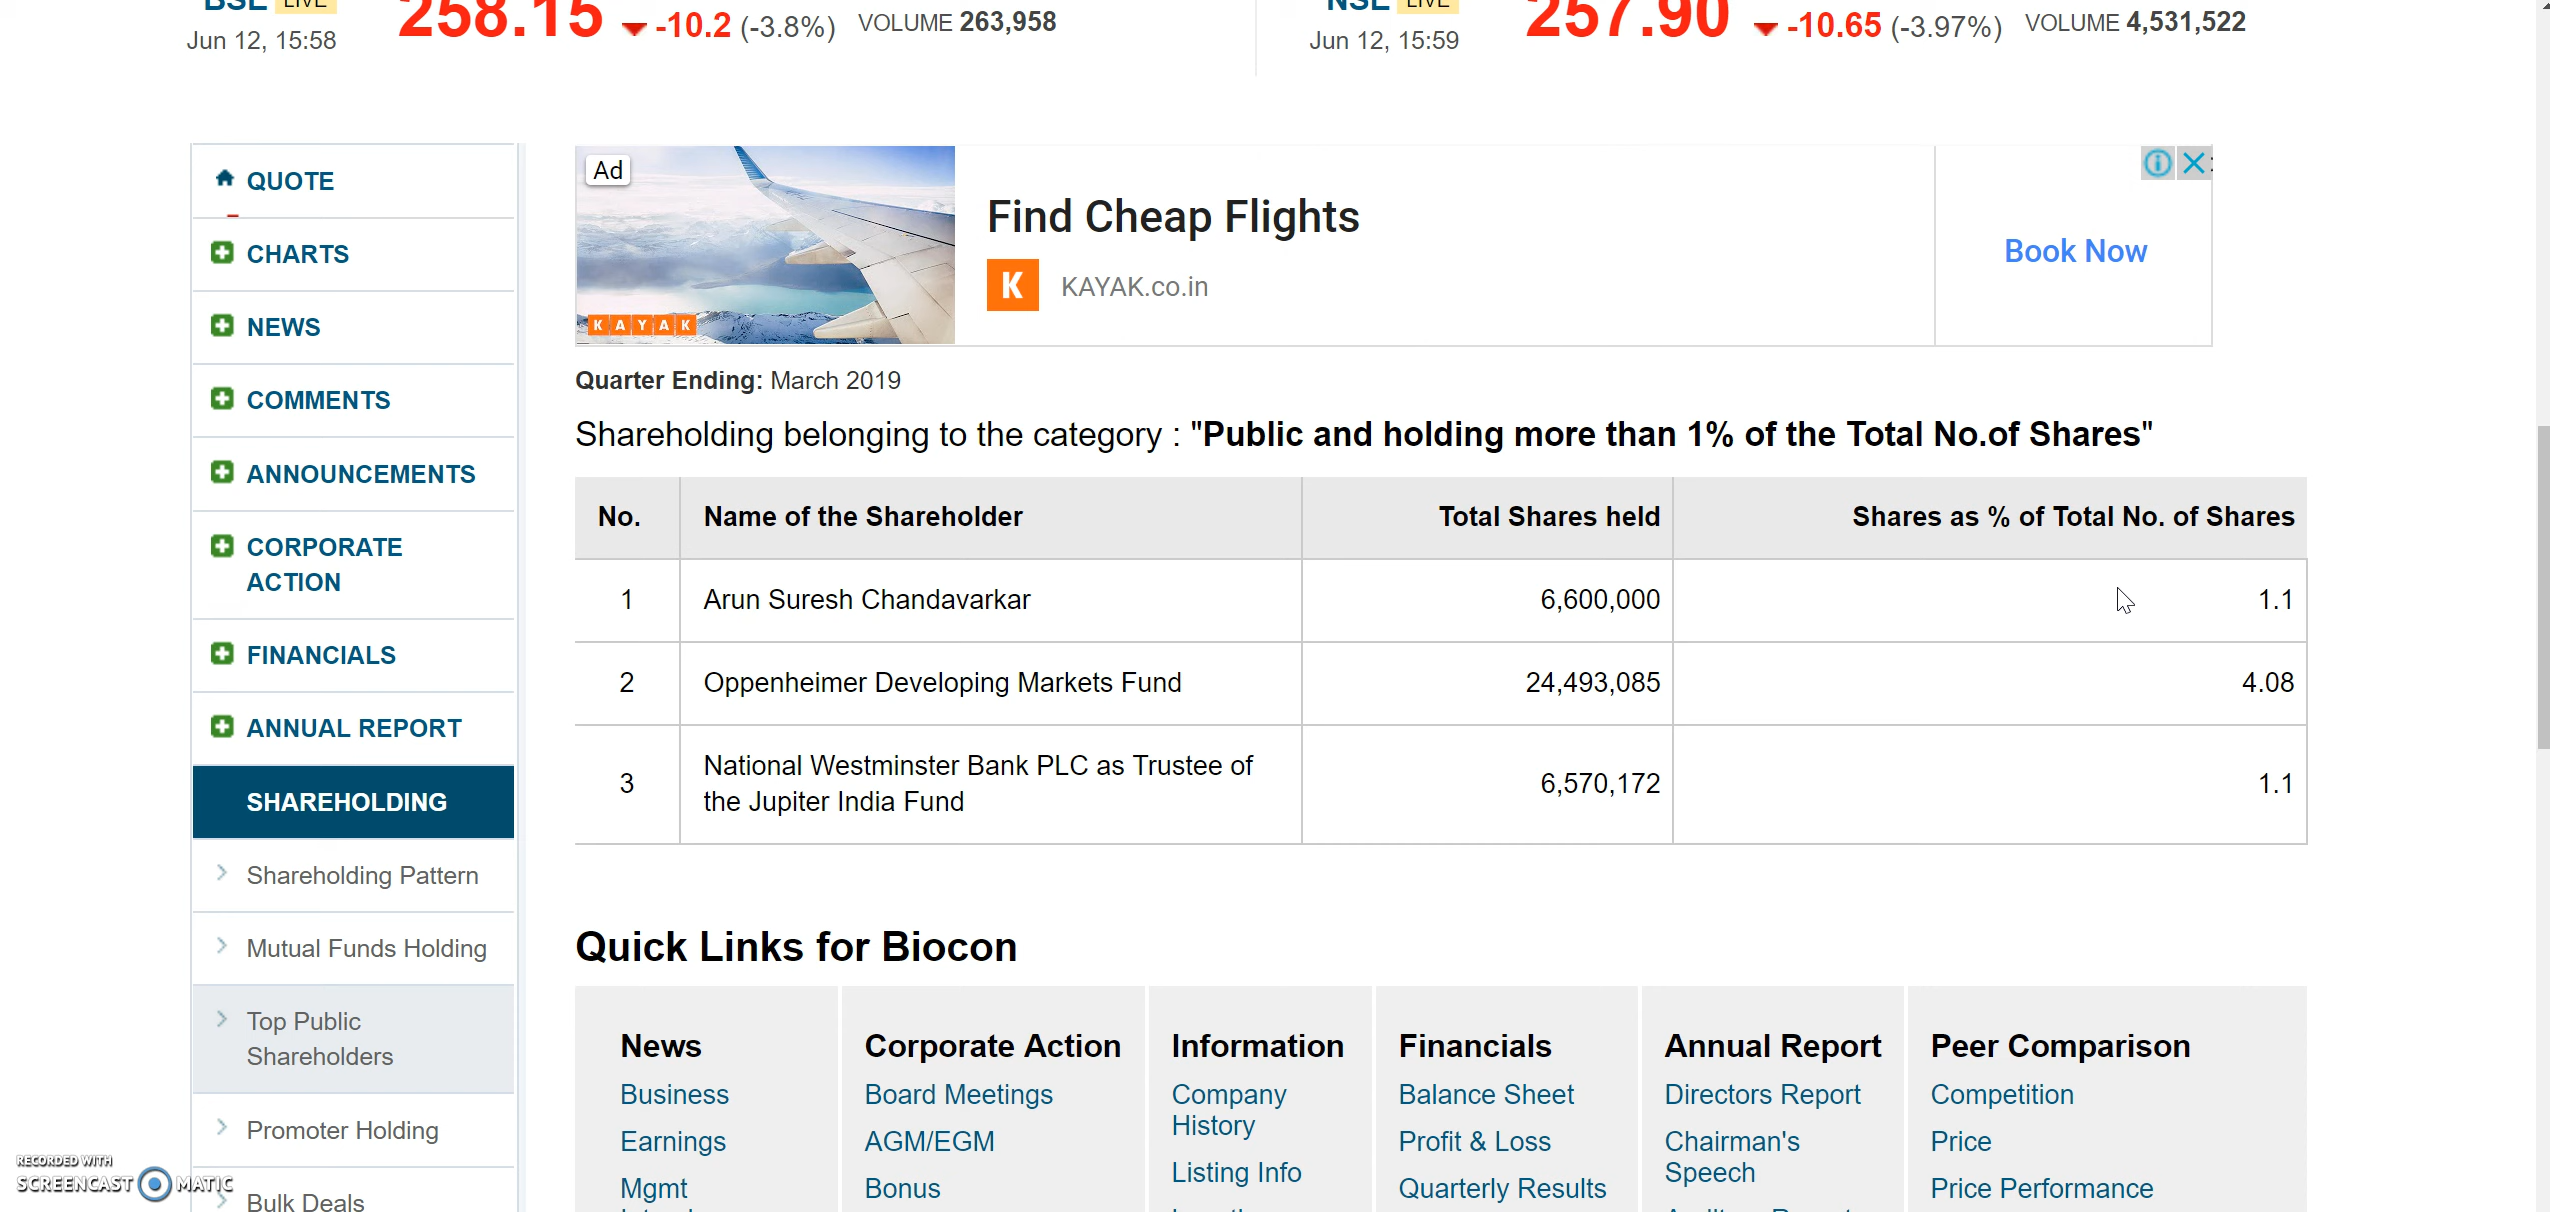 BSE LIVE
Jun 12, 15:58
258.15 -10.2 (-3.8%) VOLUME 263,958
NSE LIVE
Jun 12, 15:59
257.90 -10.65 (-3.97%) VOLUME 4,531,522
QUOTE
CHARTS
NEWS
COMMENTS
ANNOUNCEMENTS
CORPORATE
ACTION
FINANCIALS
ANNUAL REPORT
SHAREHOLDING
Shareholding Pattern
Mutual Funds Holding
Top Public
Shareholders
Promoter Holding
Bulk Deals
Ad
KAYAK
Find Cheap Flights
K KAYAK.co.in
Book Now
Quarter Ending: March 2019
Shareholding belonging to the category : "Public and holding more than 1% of the Total No.of Shares"
No. Name of the Shareholder Total Shares held Shares as % of Total No. of Shares
1 Arun Suresh Chandavarkar 6,600,000 1.1
2 Oppenheimer Developing Markets Fund 24,493,085 4.08
3 National Westminster Bank PLC as Trustee of
the Jupiter India Fund 6,570,172 1.1
Quick Links for Biocon
News
Business
Earnings
Mgmt
Corporate Action
Board Meetings
AGM/EGM
Bonus
Information
Company
History
Listing Info
Financials
Balance Sheet
Profit & Loss
Quarterly Results
Annual Report
Directors Report
Chairman's
Speech
Peer Comparison
Competition
Price
Price Performance
RECORDED WITH
SCREENCAST MATIC